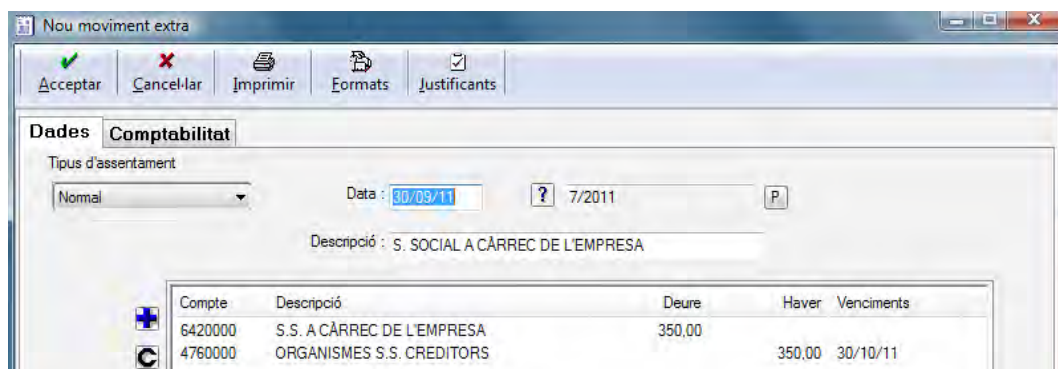 Nou moviment extra
Acceptar Cancel·lar Imprimir Formats Justificants
Dades Comptabilitat
Tipus d'assentament
Normal Data : 30/09/11 ? 7/2011 P
Descripció : S. SOCIAL A CÀRREC DE L'EMPRESA
Compte Descripció Deure Haver Venciments
6420000 S.S. A CÀRREC DE L'EMPRESA 350,00
C 4760000 ORGANISMES S.S. CREDITORS 350,00 30/10/11